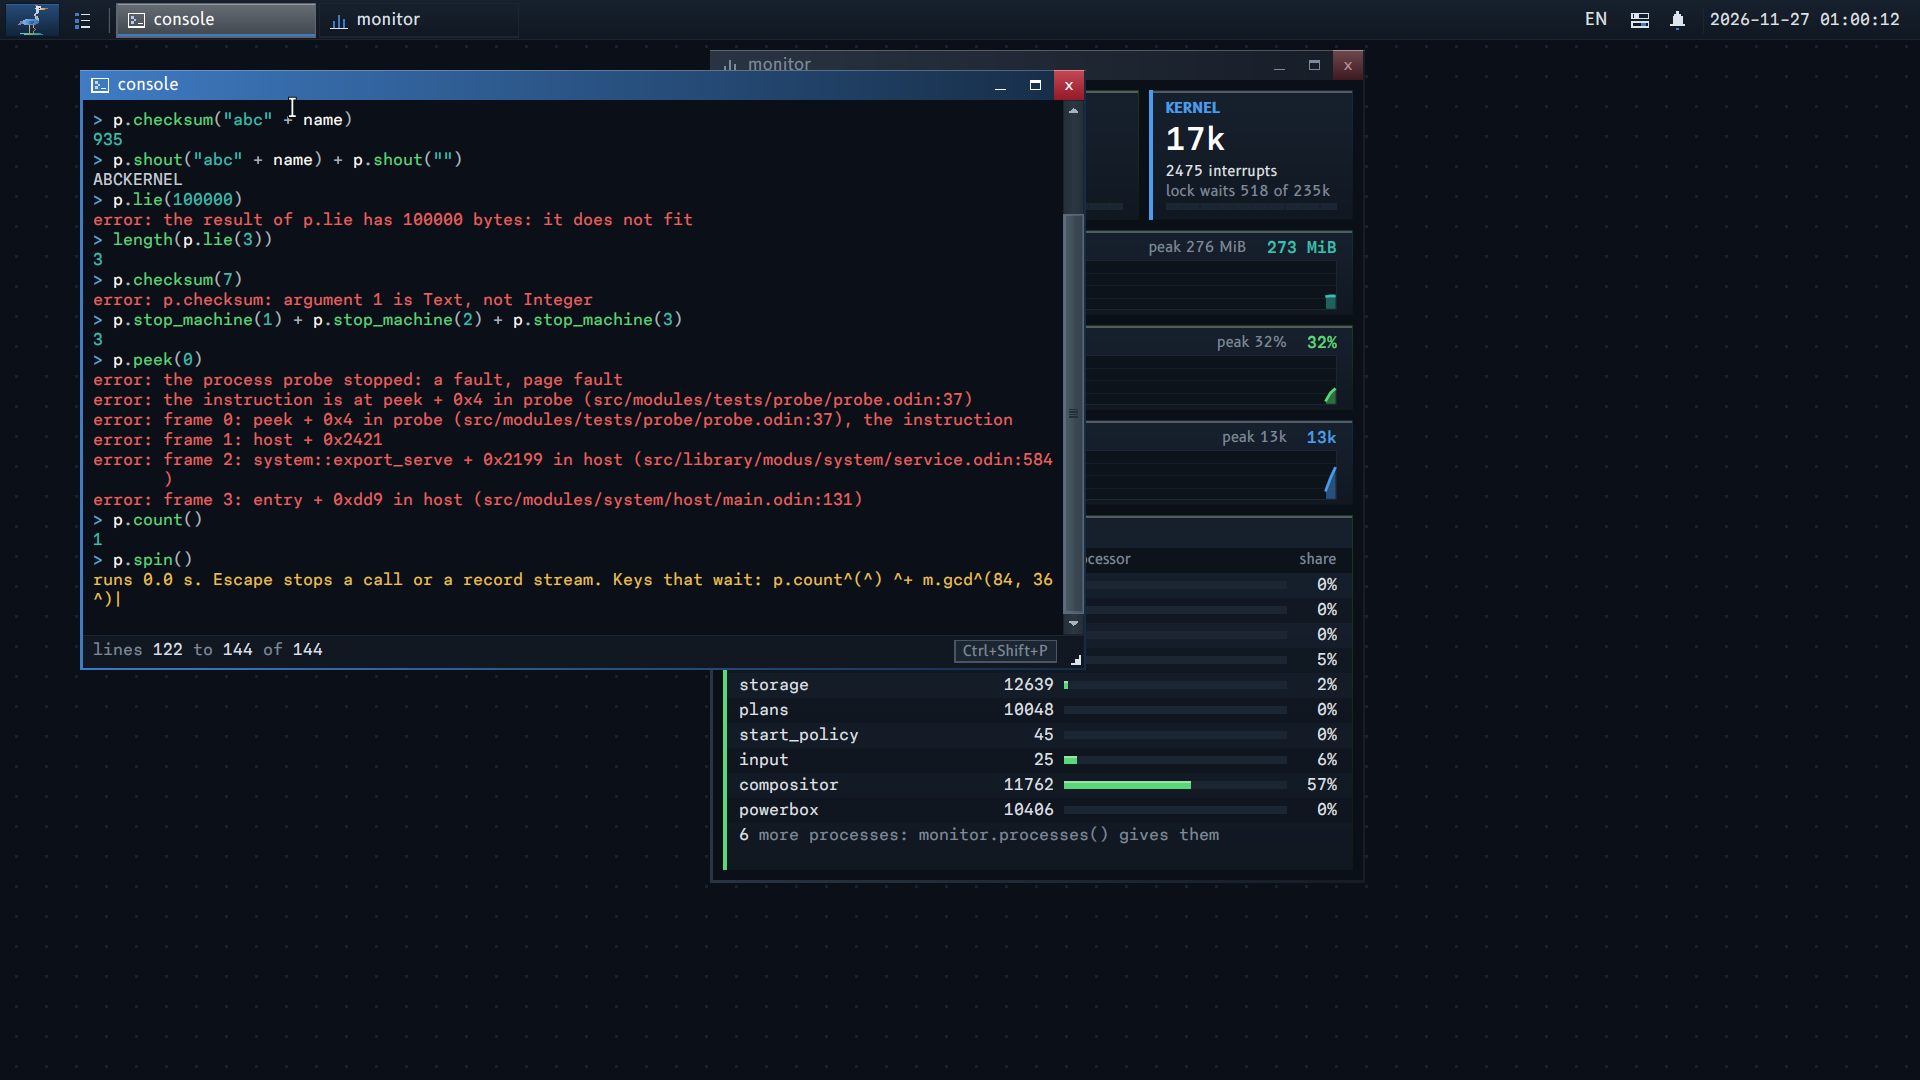 console
monitor
EN
2026-11-27 01:00:12
monitor
x
console
x
> p.checksum("abc" + name)
935
> p.shout("abc" + name) + p.shout("")
ABCKERNEL
> p.lie(100000)
error: the result of p.lie has 100000 bytes: it does not fit
> length(p.lie(3))
3
> p.checksum(7)
error: p.checksum: argument 1 is Text, not Integer
> p.stop_machine(1) + p.stop_machine(2) + p.stop_machine(3)
3
> p.peek(0)
error: the process probe stopped: a fault, page fault
error: the instruction is at peek + 0x4 in probe (src/modules/tests/probe/probe.odin:37)
error: frame 0: peek + 0x4 in probe (src/modules/tests/probe/probe.odin:37), the instruction
error: frame 1: host + 0x2421
error: frame 2: system::export_serve + 0x2199 in host (src/library/modus/system/service.odin:584
)
error: frame 3: entry + 0xdd9 in host (src/modules/system/host/main.odin:131)
> p.count()
1
> p.spin()
runs 0.0 s. Escape stops a call or a record stream. Keys that wait: p.count^(^) ^+ m.gcd^(84, 36
^)|
lines 122 to 144 of 144
Ctrl+Shift+P
KERNEL
17k
2475 interrupts
lock waits 518 of 235k
peak 276 MiB 273 MiB
peak 32% 32%
peak 13k 13k
cessor share
0%
0%
0%
5%
storage 12639 2%
plans 10048 0%
start_policy 45 0%
input 25 6%
compositor 11762 57%
powerbox 10406 0%
6 more processes: monitor.processes() gives them